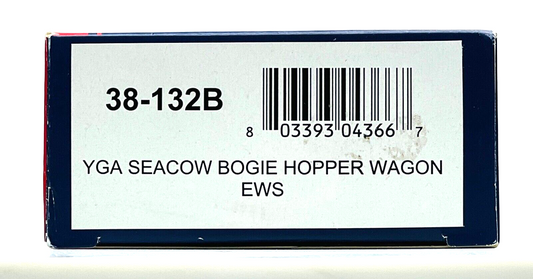 38-132B
8 03393 04366 7
YGA SEACOW BOGIE HOPPER WAGON
EWS